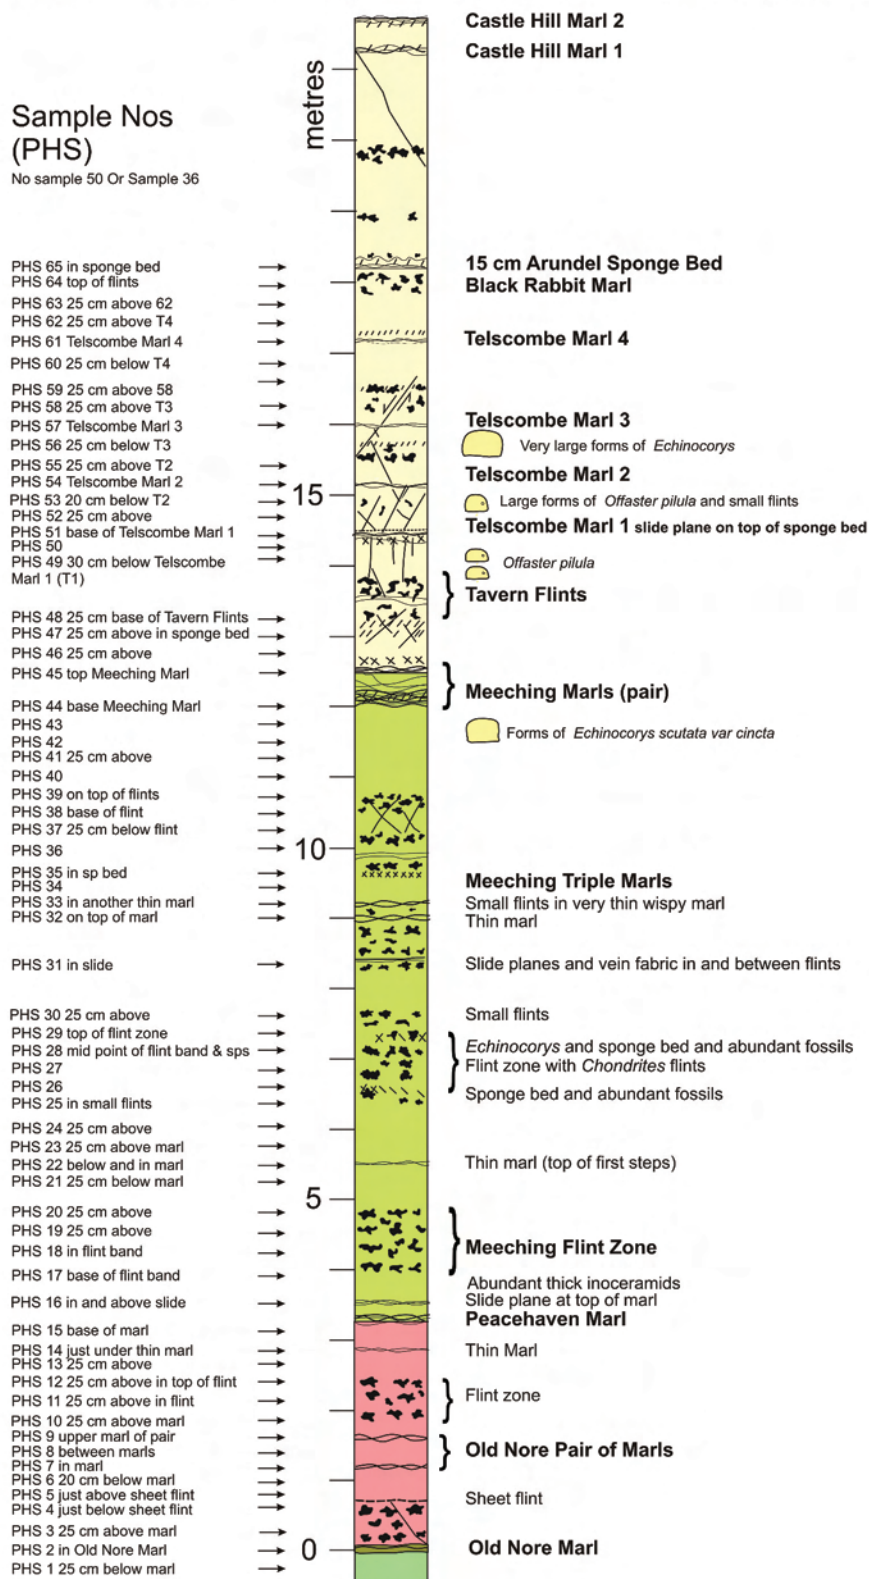 Sample Nos
(PHS)
No sample 50 Or Sample 36
PHS 65 in sponge bed
PHS 64 top of flints
PHS 63 25 cm above 62
PHS 62 25 cm above T4
PHS 61 Telscombe Marl 4
PHS 60 25 cm below T4
PHS 59 25 cm above 58
PHS 58 25 cm above T3
PHS 57 Telscombe Marl 3
PHS 56 25 cm below T3
PHS 55 25 cm above T2
PHS 54 Telscombe Marl 2
PHS 53 20 cm below T2
PHS 52 25 cm above
PHS 51 base of Telscombe Marl 1
PHS 50
PHS 49 30 cm below Telscombe
Marl 1 (T1)
PHS 48 25 cm base of Tavern Flints
PHS 47 25 cm above in sponge bed
PHS 46 25 cm above
PHS 45 top Meeching Marl
PHS 44 base Meeching Marl
PHS 43
PHS 42
PHS 41 25 cm above
PHS 40
PHS 39 on top of flints
PHS 38 base of flint
PHS 37 25 cm below flint
PHS 36
PHS 35 in sp bed
PHS 34
PHS 33 in another thin marl
PHS 32 on top of marl
PHS 31 in slide
PHS 30 25 cm above
PHS 29 top of flint zone
PHS 28 mid point of flint band & sps
PHS 27
PHS 26
PHS 25 in small flints
PHS 24 25 cm above
PHS 23 25 cm above marl
PHS 22 below and in marl
PHS 21 25 cm below marl
PHS 20 25 cm above
PHS 19 25 cm above
PHS 18 in flint band
PHS 17 base of flint band
PHS 16 in and above slide
PHS 15 base of marl
PHS 14 just under thin marl
PHS 13 25 cm above
PHS 12 25 cm above in top of flint
PHS 11 25 cm above in flint
PHS 10 25 cm above marl
PHS 9 upper marl of pair
PHS 8 between marls
PHS 7 in marl
PHS 6 20 cm below marl
PHS 5 just above sheet flint
PHS 4 just below sheet flint
PHS 3 25 cm above marl
PHS 2 in Old Nore Marl
PHS 1 25 cm below marl
metres
15
10
5
0
Castle Hill Marl 2
Castle Hill Marl 1
15 cm Arundel Sponge Bed
Black Rabbit Marl
Telscombe Marl 4
Telscombe Marl 3
Very large forms of Echinocorys
Telscombe Marl 2
Large forms of Offaster pilula and small flints
Telscombe Marl 1 slide plane on top of sponge bed
Offaster pilula
Tavern Flints
Meeching Marls (pair)
Forms of Echinocorys scutata var cincta
Meeching Triple Marls
Small flints in very thin wispy marl
Thin marl
Slide planes and vein fabric in and between flints
Small flints
Echinocorys and sponge bed and abundant fossils
Flint zone with Chondrites flints
Sponge bed and abundant fossils
Thin marl (top of first steps)
Meeching Flint Zone
Abundant thick inoceramids
Slide plane at top of marl
Peacehaven Marl
Thin Marl
Flint zone
Old Nore Pair of Marls
Sheet flint
Old Nore Marl